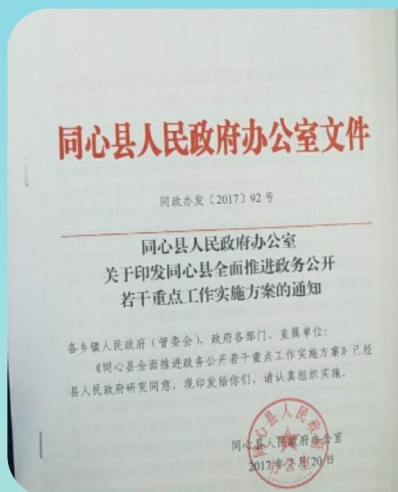 同心县人民政府办公室文件
同政办发〔2017〕92号
同心县人民政府办公室
关于印发同心县全面推进政务公开
若干重点工作实施方案的通知
各乡镇人民政府（管委会），政府各部门、直属单位：
《同心县全面推进政务公开若干重点工作实施方案》已经
县人民政府研究同意，现印发给你们，请认真组织实施。
同心县人民政府办公室
2017年 月20日